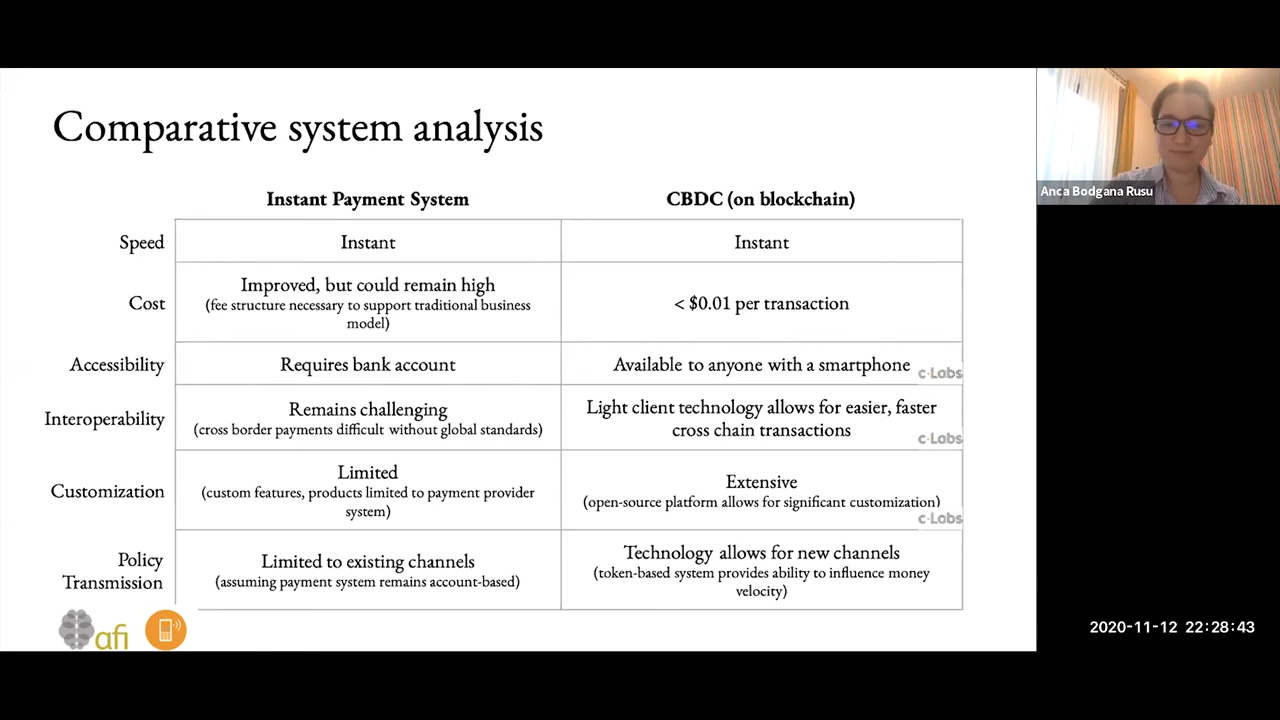 Comparative system analysis
Instant Payment System
CBDC (on blockchain)
Speed
Instant
Instant
Cost
Improved, but could remain high
(fee structure necessary to support traditional business
model)
< $0.01 per transaction
Accessibility
Requires bank account
Available to anyone with a smartphone
c·Labs
Interoperability
Remains challenging
(cross border payments difficult without global standards)
Light client technology allows for easier, faster
cross chain transactions
c·Labs
Customization
Limited
(custom features, products limited to payment provider
system)
Extensive
(open-source platform allows for significant customization)
c·Labs
Policy
Transmission
Limited to existing channels
(assuming payment system remains account-based)
Technology allows for new channels
(token-based system provides ability to influence money
velocity)
afi
Anca Bodgana Rusu
2020-11-12 22:28:43